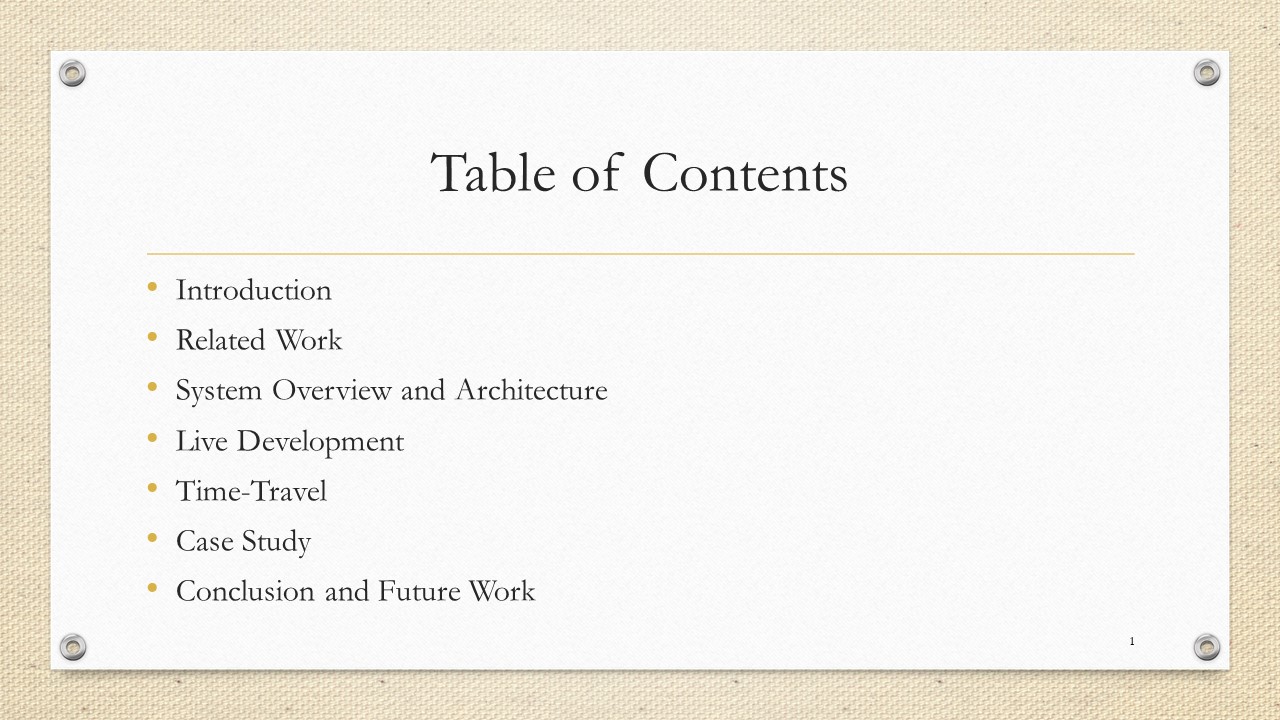 Table of Contents
• Introduction
• Related Work
• System Overview and Architecture
• Live Development
• Time-Travel
• Case Study
• Conclusion and Future Work
1